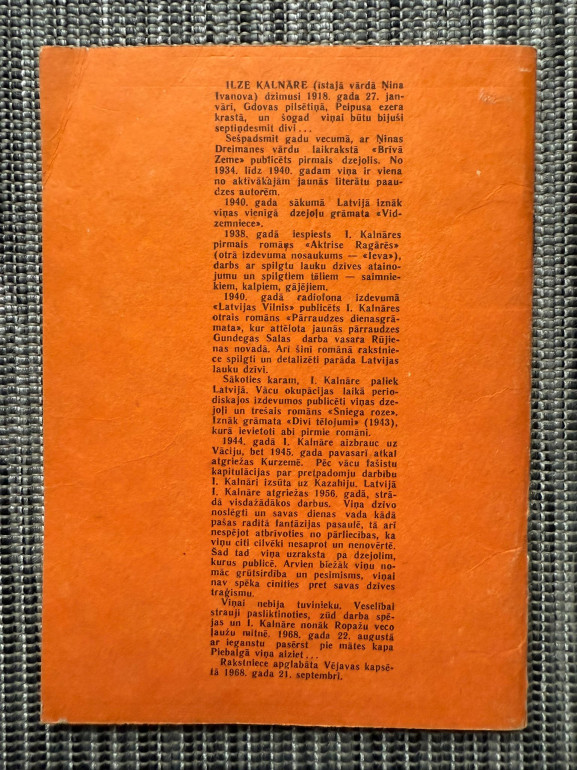 ILZE KALNĀRE (īstajā vārdā Ņina
Ivanova) dzimusi 1918. gada 27. jan-
vārī, Gdovas pilsētiņā, Peipusa ezera
krastā, un šogad viņai būtu bijuši
septiņdesmit divi ...
Sešpadsmit gadu vecumā, ar Ņinas
Dreimanes vārdu laikrakstā «Brīvā
Zeme» publicēts pirmais dzejolis. No
1934. līdz 1940. gadam viņa ir viena
no aktīvākajām jaunās literātu paau-
dzes autorēm.
1940. gada sākumā Latvijā iznāk
viņas vienīgā dzejoļu grāmata «Vid-
zemniece».
1938. gadā iespiests I. Kalnāres
pirmais romāns «Aktrise Ragārēs»
(otrā izdevuma nosaukums — «Ieva»),
darbs ar spilgtu lauku dzīves ataino-
jumu un spilgtiem tēliem — saimnie-
kiem, kalpiem, gājējiem.
1940. gadā radiofona izdevumā
«Latvijas Vilnis» publicēts I. Kalnāres
otrais romāns «Pārraudzes dienasgrā-
mata», kur attēlota jaunās pārraudzes
Gundegas Salas darba vasara Rūjie-
nas novadā. Arī šinī romānā rakstnie-
ce spilgti un detalizēti parāda Latvijas
lauku dzīvi.
Sākoties karam, I. Kalnāre paliek
Latvijā. Vācu okupācijas laikā perio-
diskajos izdevumos publicēti viņas dze-
joļi un trešais romāns «Sniega roze».
Iznāk grāmata «Divi tēlojumi» (1943),
kurā ievietoti abi pirmie romāni.
1944. gadā I. Kalnāre aizbrauc uz
Vāciju, bet 1945. gada pavasarī atkal
atgriežas Kurzemē. Pēc vācu fašistu
kapitulācijas par pretpadomju darbību
I. Kalnāri izsūta uz Kazahiju. Latvijā
I. Kalnāre atgriežas 1956. gadā, strā-
dā visdažādākos darbus. Viņa dzīvo
noslēgti un savas dienas vada kādā
pašas radītā fantāzijas pasaulē, tā arī
nespējot atbrīvoties no pārliecības, ka
viņu citi cilvēki nesaprot un nenovērtē.
Šad tad viņa uzraksta pa dzejolim,
kurus publicē. Arvien biežāk viņu no-
māc grūtsirdība un pesimisms, viņai
nav spēka cīnīties pret savas dzīves
traģismu.
Viņai nebija tuvinieku. Veselībai
strauji pasliktinoties, zūd darba spē-
jas un I. Kalnāre nonāk Ropažu veco
ļaužu mītnē. 1968. gada 22. augustā
ar ieganstu pasērst pie mātes kapa
Piebalgā viņa aiziet ...
Rakstniece apglabāta Vējavas kapsē-
tā 1968. gada 21. septembrī.